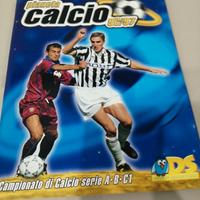 pianeta
calcio
96/97
Campionato di Calcio serie A-B-C1
DS